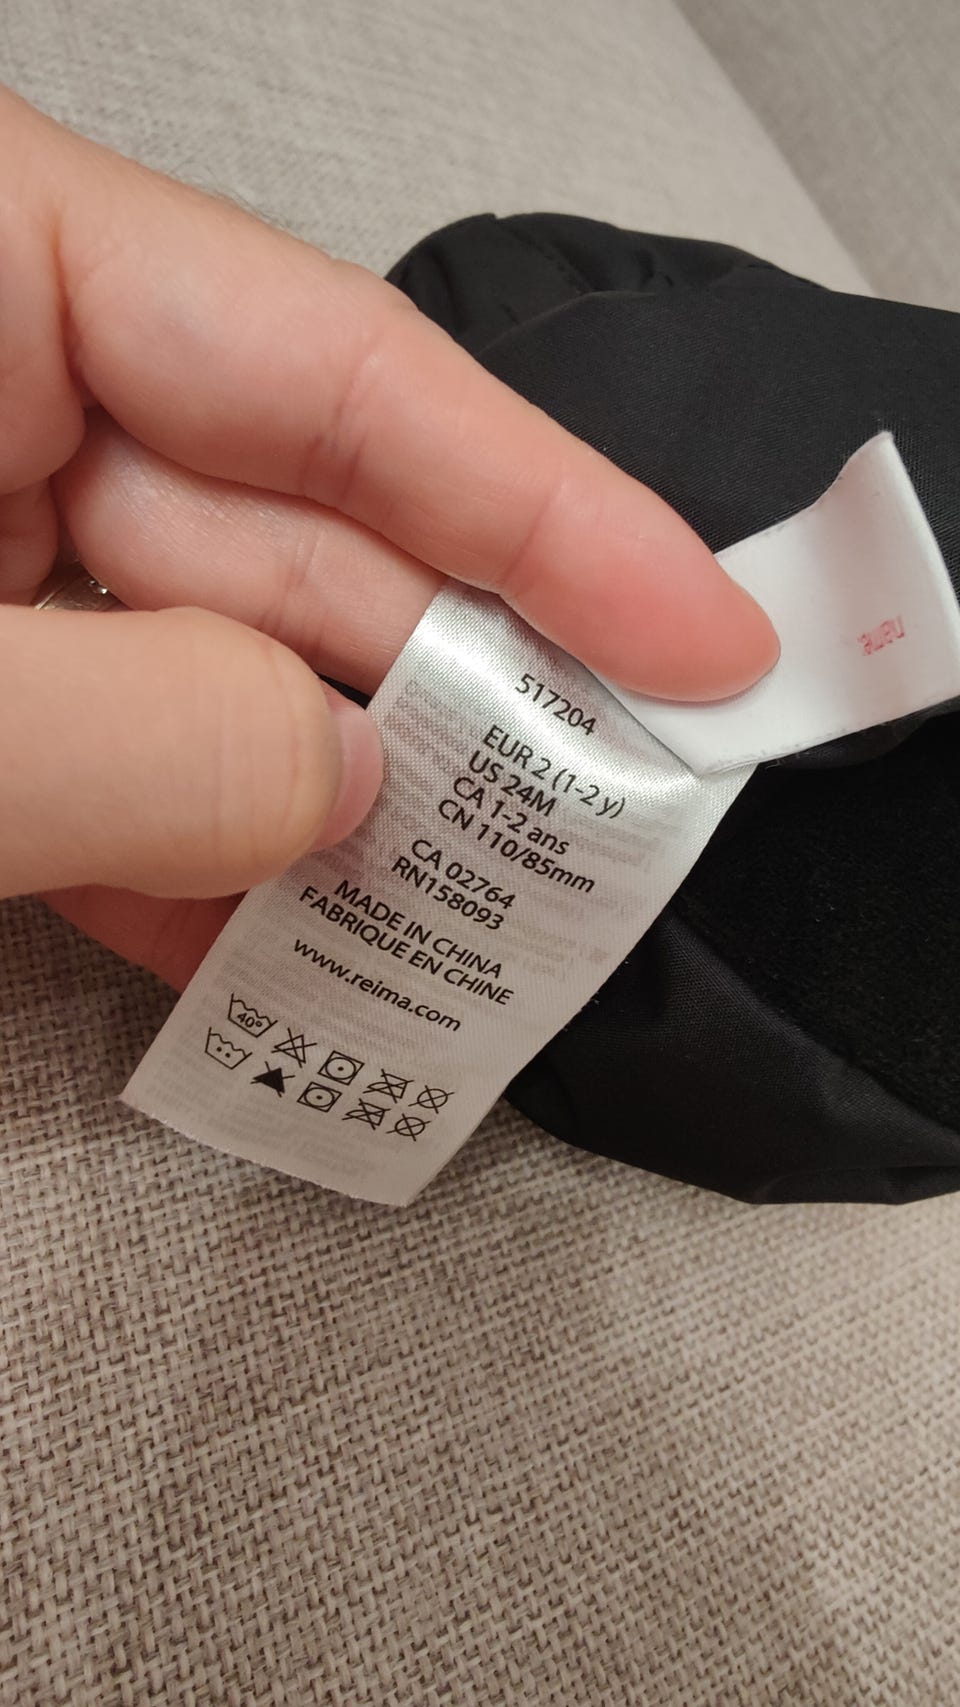 517204
EUR 2 (1-2 y)
US 24M
CA 1-2 ans
CN 110/85mm
CA 02764
RN158093
MADE IN CHINA
FABRIQUE EN CHINE
www.reima.com
40°
name: